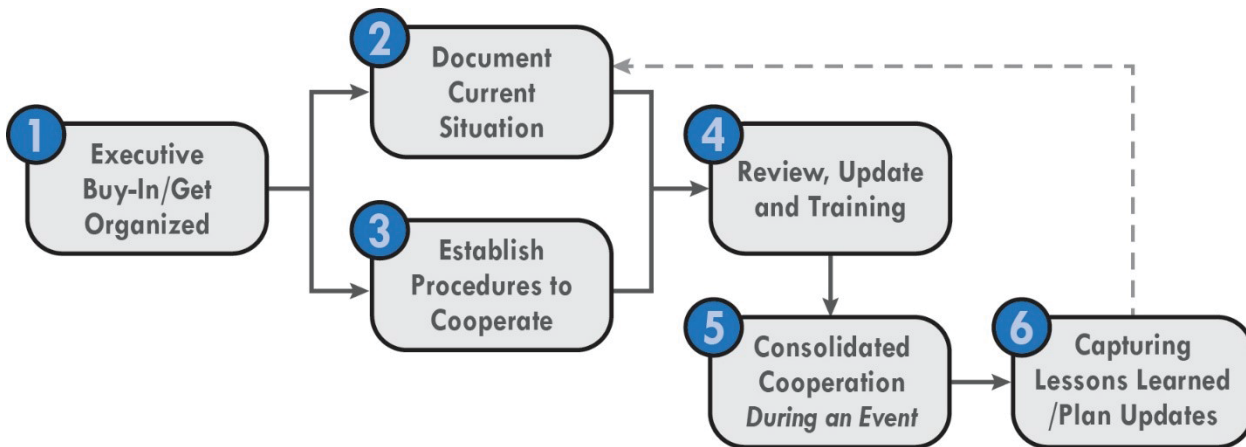 1
Executive
Buy-In/Get
Organized
2
Document
Current
Situation
3
Establish
Procedures to
Cooperate
4
Review, Update
and Training
5
Consolidated
Cooperation
During an Event
6
Capturing
Lessons Learned
/Plan Updates